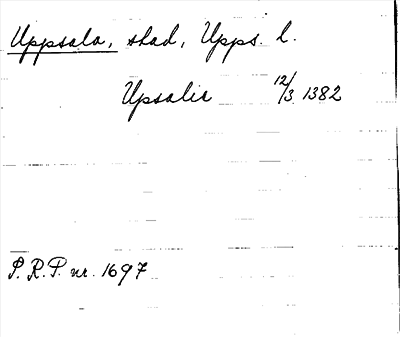 Uppsala, stad, Upps. l.
Upsalie 12/3 1382
P.R.P. nr. 1697